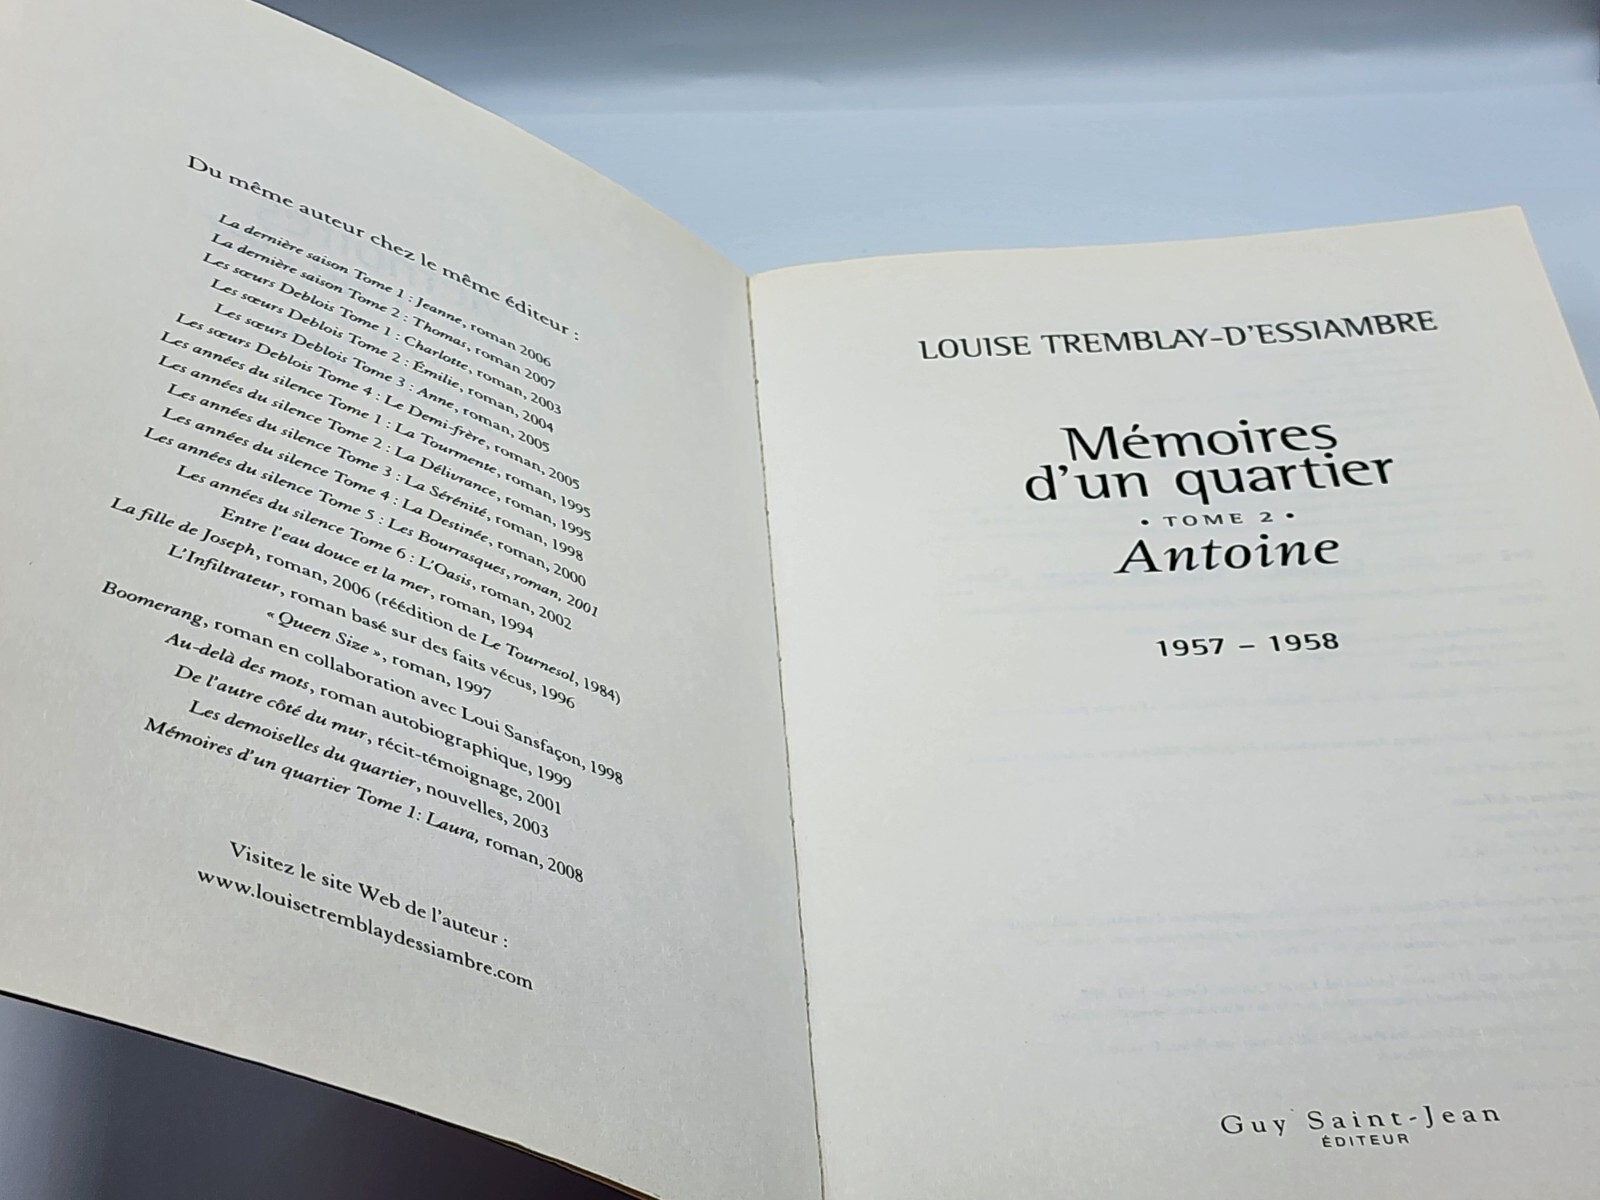 Du même auteur chez le même éditeur :
La dernière saison Tome 1 : Jeanne, roman 2006
La dernière saison Tome 2 : Thomas, roman 2007
Les sœurs Deblois Tome 1 : Charlotte, roman, 2003
Les sœurs Deblois Tome 2 : Émilie, roman, 2004
Les sœurs Deblois Tome 3 : Anne, roman, 2005
Les sœurs Deblois Tome 4 : Le Demi-frère, roman, 2005
Les années du silence Tome 1 : La Tourmente, roman, 1995
Les années du silence Tome 2 : La Délivrance, roman, 1995
Les années du silence Tome 3 : La Sérénité, roman, 1998
Les années du silence Tome 4 : La Destinée, roman, 2000
Les années du silence Tome 5 : Les Bourrasques, roman, 2001
Les années du silence Tome 6 : L'Oasis, roman, 2002
Entre l'eau douce et la mer, roman, 1994
La fille de Joseph, roman, 2006 (réédition de Le Tournesol, 1984)
L'Infiltrateur, roman basé sur des faits vécus, 1996
« Queen Size », roman, 1997
Boomerang, roman en collaboration avec Loui Sansfaçon, 1998
Au-delà des mots, roman autobiographique, 1999
De l'autre côté du mur, récit-témoignage, 2001
Les demoiselles du quartier, nouvelles, 2003
Mémoires d'un quartier Tome 1: Laura, roman, 2008
Visitez le site Web de l'auteur :
www.louisetremblaydessiambre.com
LOUISE TREMBLAY-D'ESSIAMBRE
Mémoires
d'un quartier
• TOME 2 •
Antoine
1957 – 1958
Guy Saint-Jean
ÉDITEUR